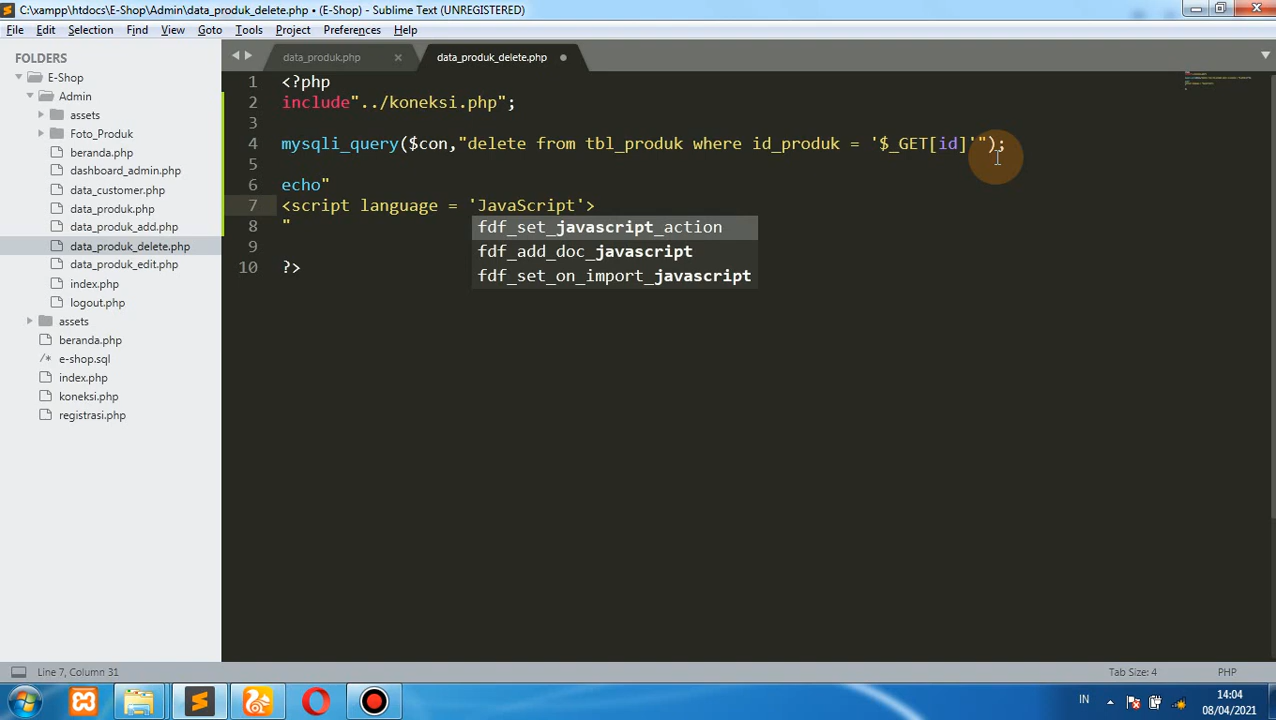 C:\xampp\htdocs\E-Shop\Admin\data_produk_delete.php • (E-Shop) - Sublime Text (UNREGISTERED)
File Edit Selection Find View Goto Tools Project Preferences Help
FOLDERS
E-Shop
Admin
assets
Foto_Produk
beranda.php
dashboard_admin.php
data_customer.php
data_produk.php
data_produk_add.php
data_produk_delete.php
data_produk_edit.php
index.php
logout.php
assets
beranda.php
e-shop.sql
index.php
koneksi.php
registrasi.php
data_produk.php
data_produk_delete.php
1 <?php
2 include"../koneksi.php";
3
4 mysqli_query($con,"delete from tbl_produk where id_produk = '$_GET[id]'");
5
6 echo"
7 <script language = 'JavaScript'>
8 "
9
10 ?>
fdf_set_javascript_action
fdf_add_doc_javascript
fdf_set_on_import_javascript
Line 7, Column 31
Tab Size: 4
PHP
IN
14:04
08/04/2021